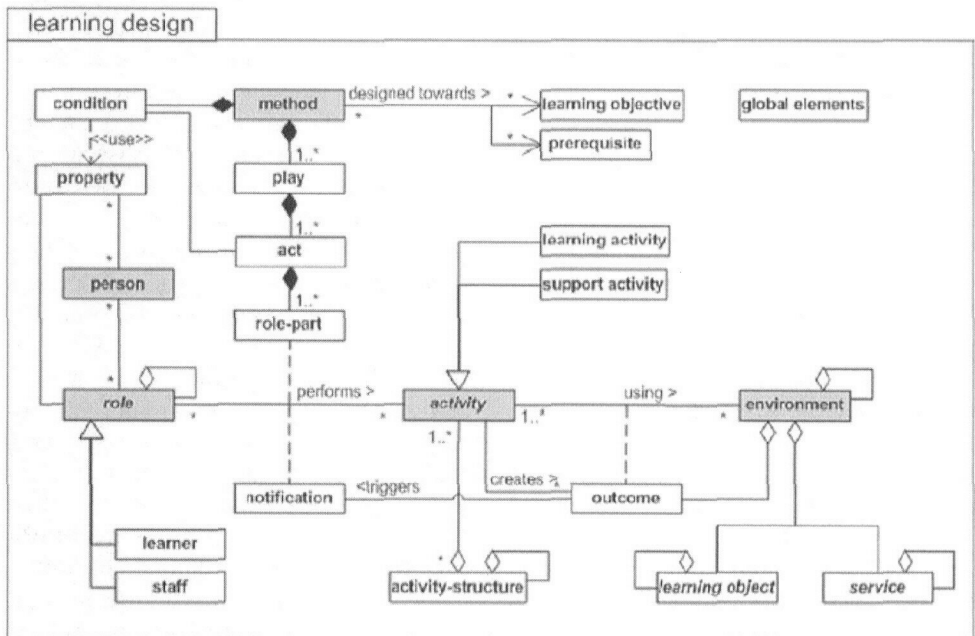 learning design
condition
method
designed towards >
*
*
learning objective
global elements
<<use>>
*
prerequisite
1..*
property
play
*
1..*
learning activity
act
*
support activity
person
*
1..*
role-part
*
performs >
using >
role
*
*
activity
1..*
*
environment
1..*
creates >
*
notification
<triggers
outcome
learner
*
staff
activity-structure
learning object
service